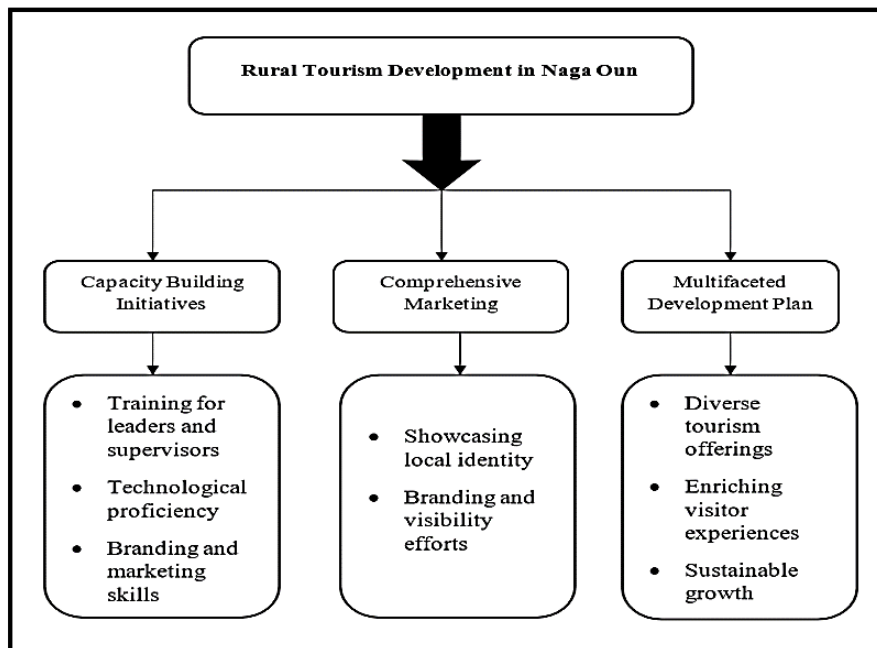 Rural Tourism Development in Naga Oun
Capacity Building
Initiatives
Comprehensive
Marketing
Multifaceted
Development Plan
• Training for
leaders and
supervisors
• Technological
proficiency
• Branding and
marketing
skills
• Showcasing
local identity
• Branding and
visibility
efforts
• Diverse
tourism
offerings
• Enriching
visitor
experiences
• Sustainable
growth